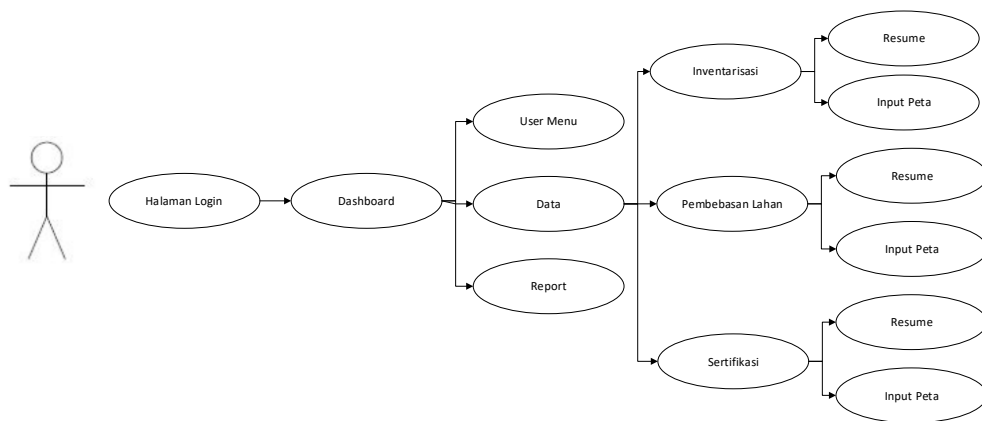 Halaman Login
Dashboard
User Menu
Data
Report
Inventarisasi
Resume
Input Peta
Pembebasan Lahan
Resume
Input Peta
Sertifikasi
Resume
Input Peta